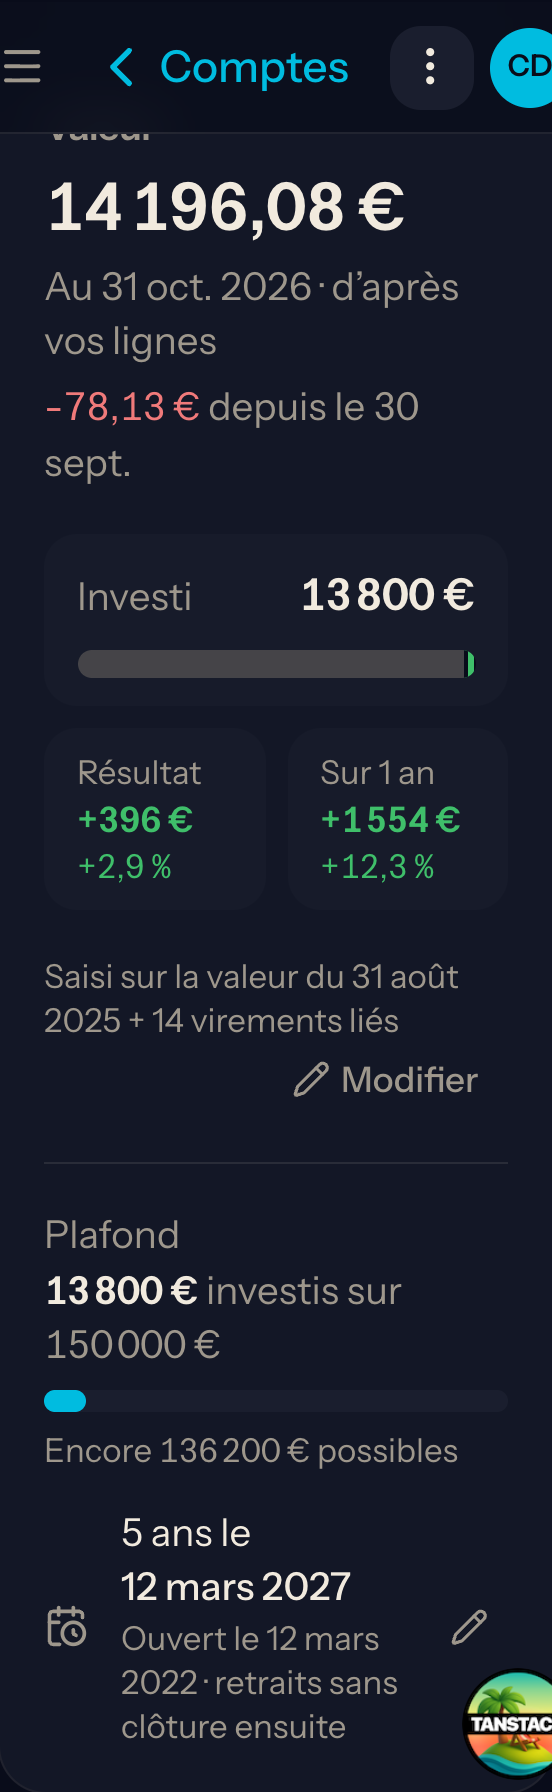 Comptes
CD
Valeur
14 196,08 €
Au 31 oct. 2026 · d’après
vos lignes
-78,13 € depuis le 30
sept.
Investi 13 800 €
Résultat
+396 €
+2,9 %
Sur 1 an
+1 554 €
+12,3 %
Saisi sur la valeur du 31 août
2025 + 14 virements liés
Modifier
Plafond
13 800 € investis sur
150 000 €
Encore 136 200 € possibles
5 ans le
12 mars 2027
Ouvert le 12 mars
2022 · retraits sans
clôture ensuite
TANSTAC